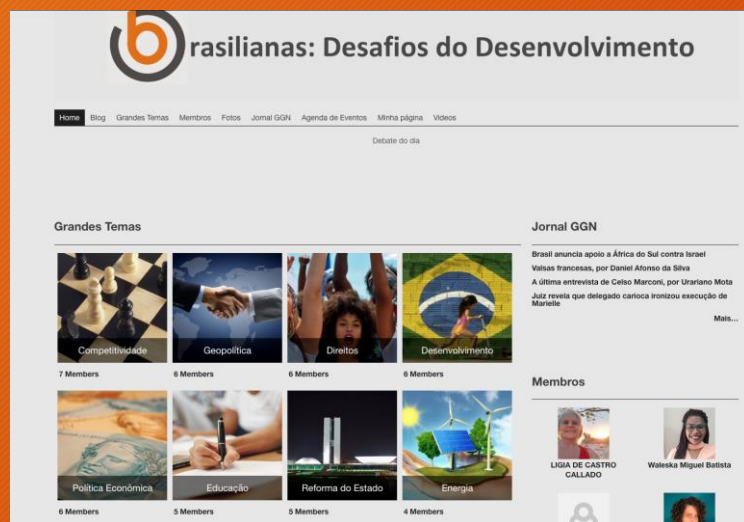 brasilianas: Desafios do Desenvolvimento
Home Blog Grandes Temas Membros Fotos Jornal GGN Agenda de Eventos Minha página Videos
Debate do dia
Grandes Temas
Competitividade
7 Members
Geopolítica
6 Members
Direitos
6 Members
Desenvolvimento
6 Members
Política Econômica
6 Members
Educação
5 Members
Reforma do Estado
5 Members
Energia
4 Members
Jornal GGN
Brasil anuncia apoio a África do Sul contra Israel
Valsas francesas, por Daniel Afonso da Silva
A última entrevista de Celso Marconi, por Urariano Mota
Juiz revela que delegado carioca ironizou execução de
Marielle
Mais...
Membros
LIGIA DE CASTRO
CALLADO
Waleska Miguel Batista